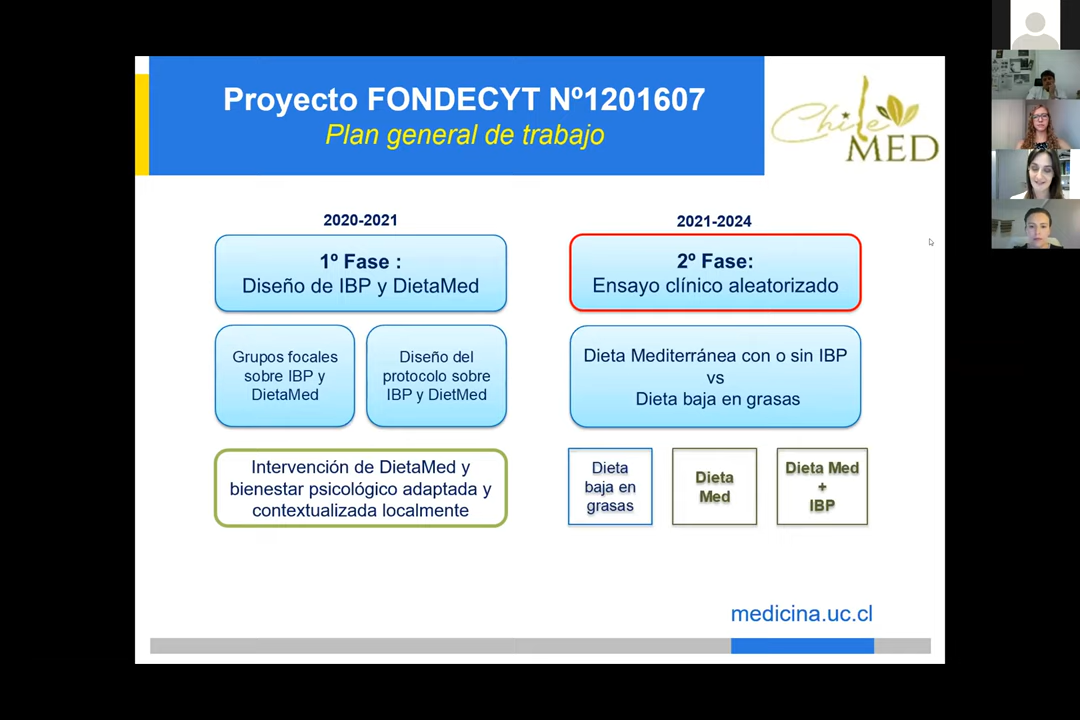 Proyecto FONDECYT Nº1201607
Plan general de trabajo
Chile
MED
2020-2021
1º Fase :
Diseño de IBP y DietaMed
Grupos focales
sobre IBP y
DietaMed
Diseño del
protocolo sobre
IBP y DietMed
Intervención de DietaMed y
bienestar psicológico adaptada y
contextualizada localmente
2021-2024
2º Fase:
Ensayo clínico aleatorizado
Dieta Mediterránea con o sin IBP
vs
Dieta baja en grasas
Dieta
baja en
grasas
Dieta
Med
Dieta Med
+
IBP
medicina.uc.cl